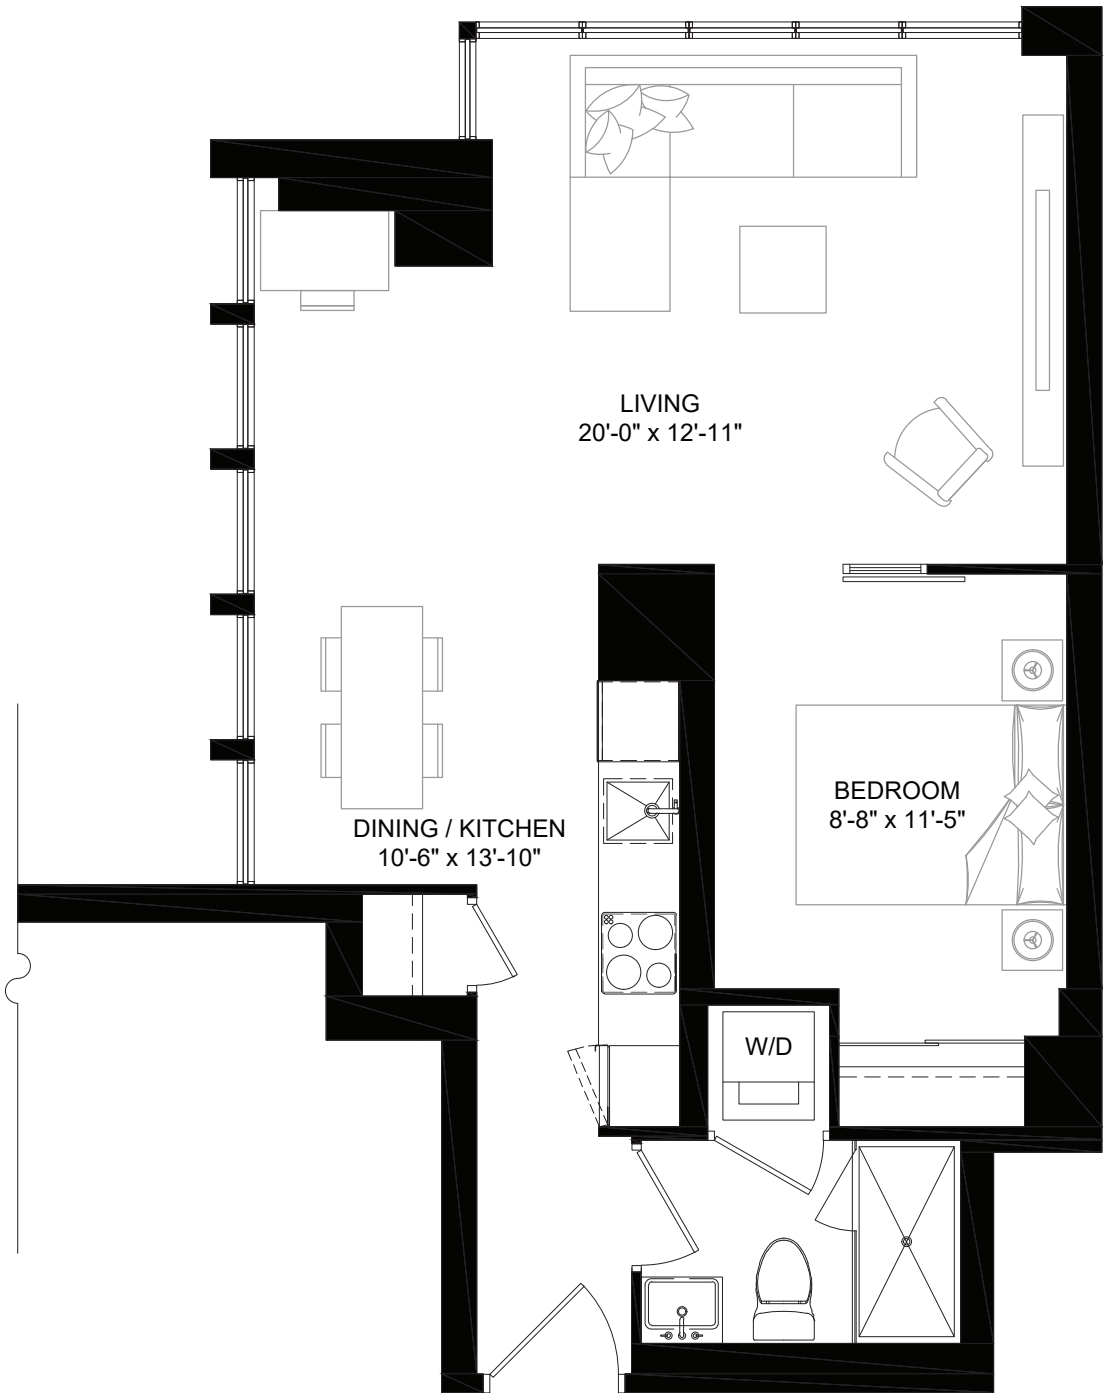 LIVING
20'-0" x 12'-11"
BEDROOM
8'-8" x 11'-5"
DINING / KITCHEN
10'-6" x 13'-10"
W/D